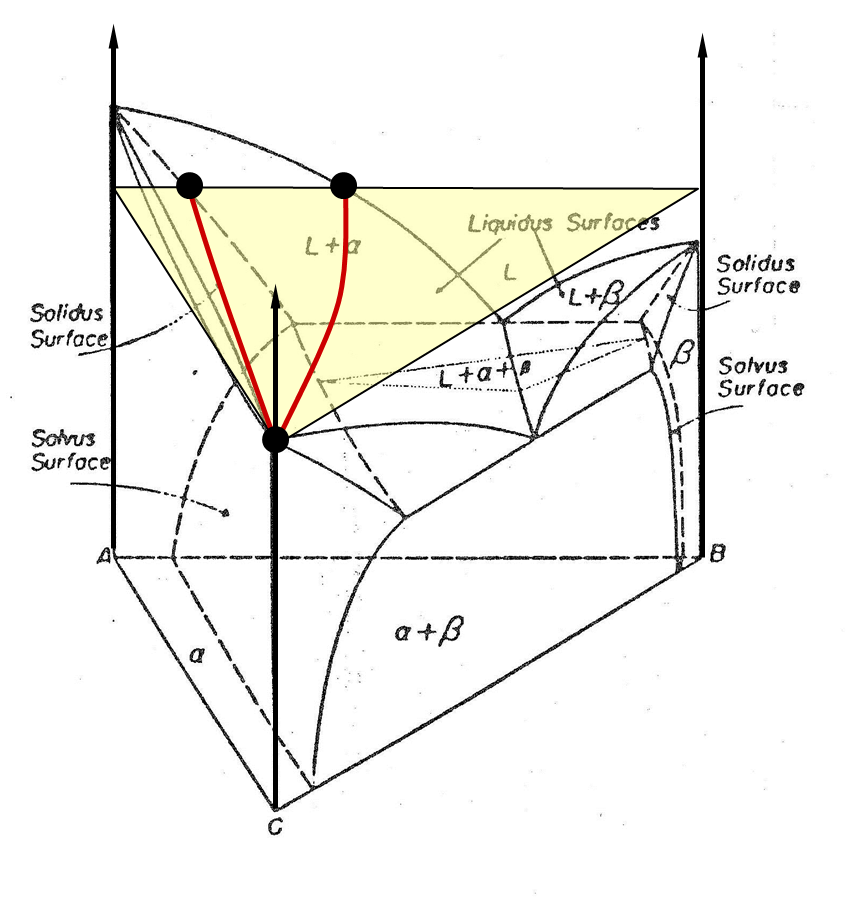 L+α
Liquidus Surfaces
L
L+β
Solidus
Surface
Solidus
Surface
β
L+α+β
Solvus
Surface
Solvus
Surface
A
B
α
α+β
C